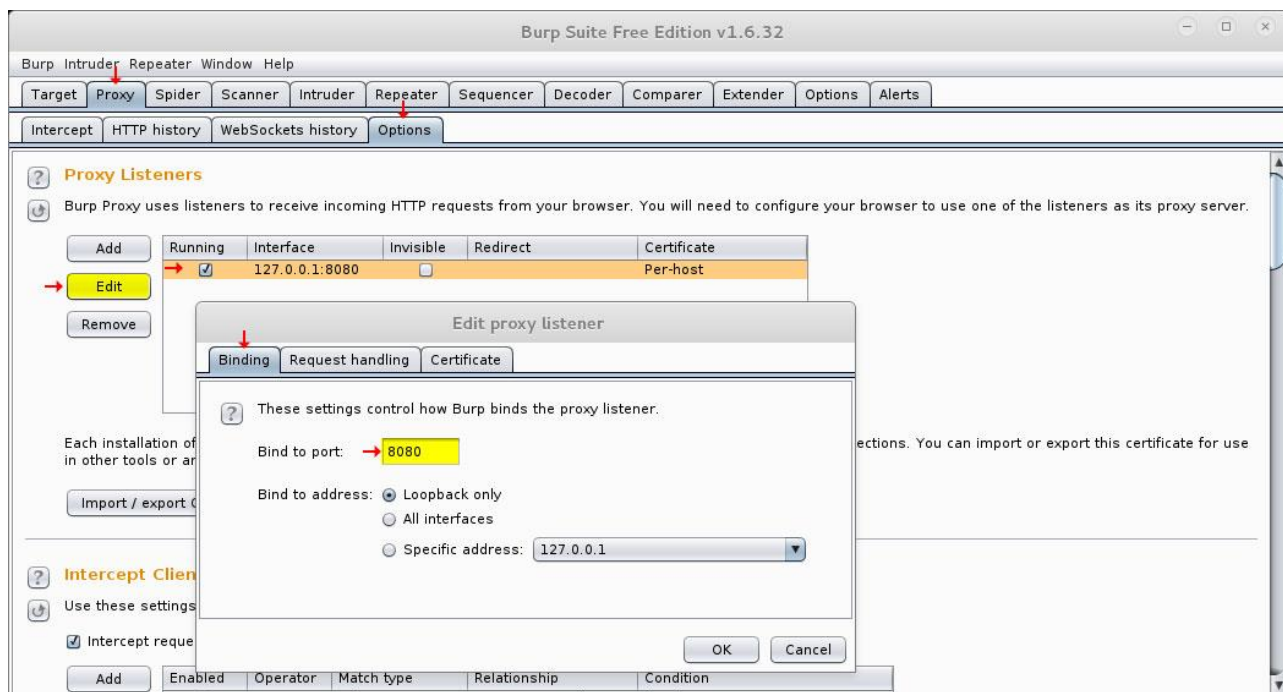 Burp Suite Free Edition v1.6.32
Burp Intruder Repeater Window Help
Target Proxy Spider Scanner Intruder Repeater Sequencer Decoder Comparer Extender Options Alerts
Intercept HTTP history WebSockets history Options
? Proxy Listeners
Burp Proxy uses listeners to receive incoming HTTP requests from your browser. You will need to configure your browser to use one of the listeners as its proxy server.
Add Running Interface Invisible Redirect Certificate
127.0.0.1:8080 Per-host
Edit
Remove
Edit proxy listener
Binding Request handling Certificate
? These settings control how Burp binds the proxy listener.
Bind to port: 8080
Each installation of ections. You can import or export this certificate for use
in other tools or
Bind to address: Loopback only
Import / export
All interfaces
Specific address: 127.0.0.1
? Intercept Clien
Use these settings
Intercept reque
OK Cancel
Add Enabled Operator Match type Relationship Condition